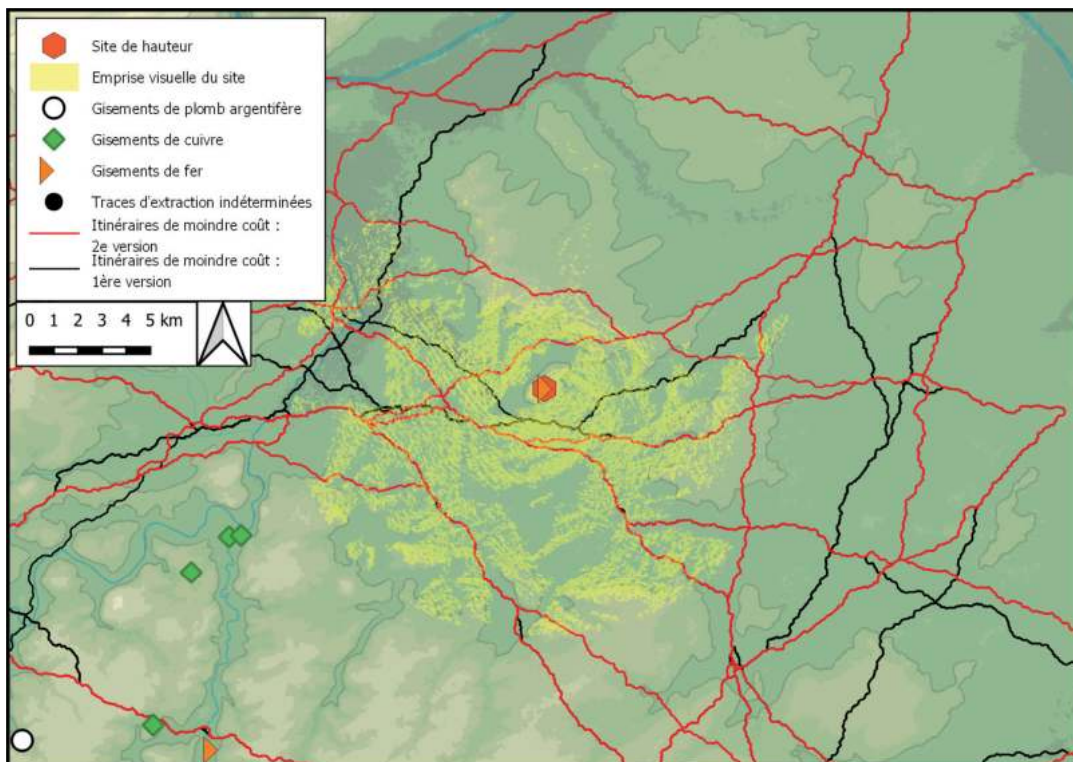 Site de hauteur
Emprise visuelle du site
Gisements de plomb argentifère
Gisements de cuivre
Gisements de fer
Traces d'extraction indéterminées
Itinéraires de moindre coût :
2e version
Itinéraires de moindre coût :
1ère version
0 1 2 3 4 5 km